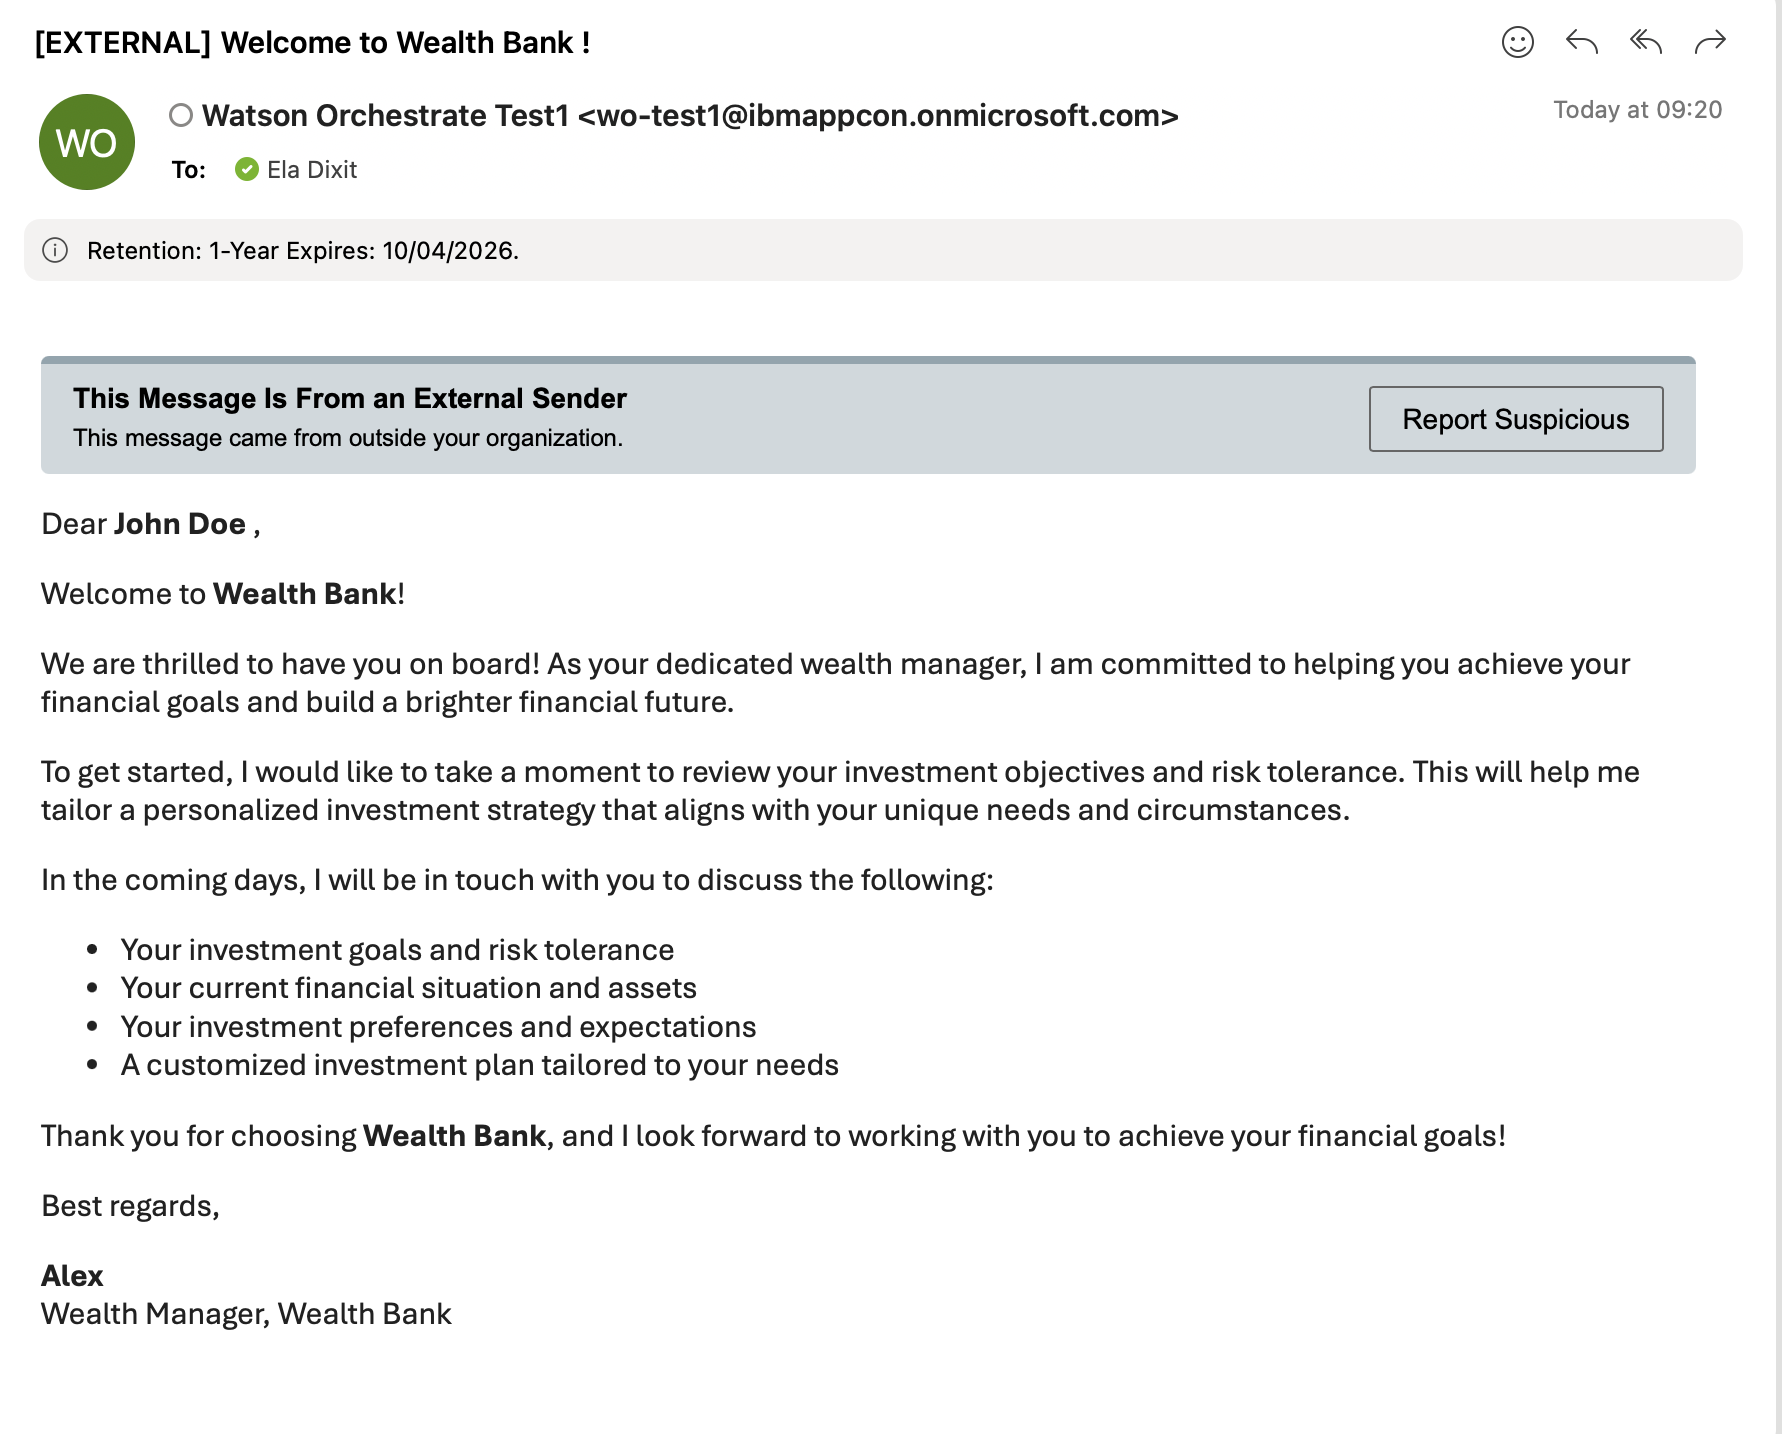 [EXTERNAL] Welcome to Wealth Bank !
WO
Watson Orchestrate Test1 <wo-test1@ibmappcon.onmicrosoft.com>
Today at 09:20
To: Ela Dixit
Retention: 1-Year Expires: 10/04/2026.
This Message Is From an External Sender
This message came from outside your organization.
Report Suspicious
Dear John Doe ,
Welcome to Wealth Bank!
We are thrilled to have you on board! As your dedicated wealth manager, I am committed to helping you achieve your
financial goals and build a brighter financial future.
To get started, I would like to take a moment to review your investment objectives and risk tolerance. This will help me
tailor a personalized investment strategy that aligns with your unique needs and circumstances.
In the coming days, I will be in touch with you to discuss the following:
• Your investment goals and risk tolerance
• Your current financial situation and assets
• Your investment preferences and expectations
• A customized investment plan tailored to your needs
Thank you for choosing Wealth Bank, and I look forward to working with you to achieve your financial goals!
Best regards,
Alex
Wealth Manager, Wealth Bank